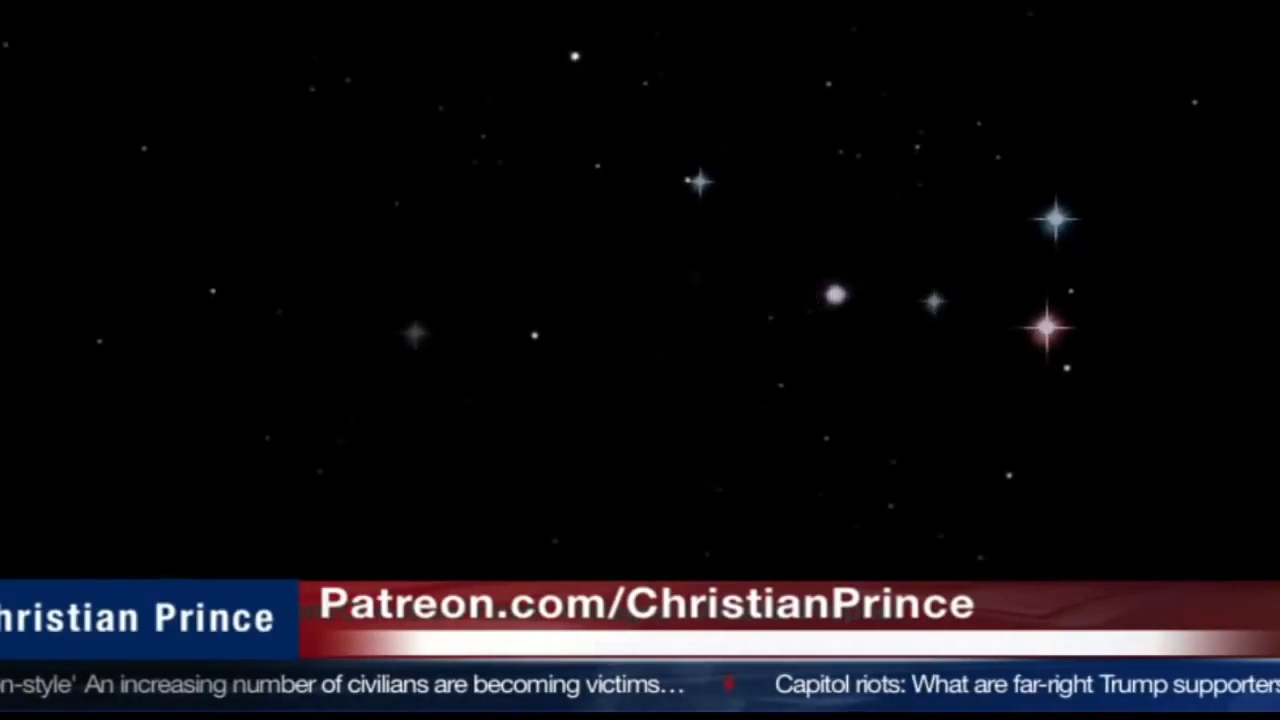 hristian Prince
Patreon.com/ChristianPrince
n-style' An increasing number of civilians are becoming victims… Capitol riots: What are far-right Trump supporters